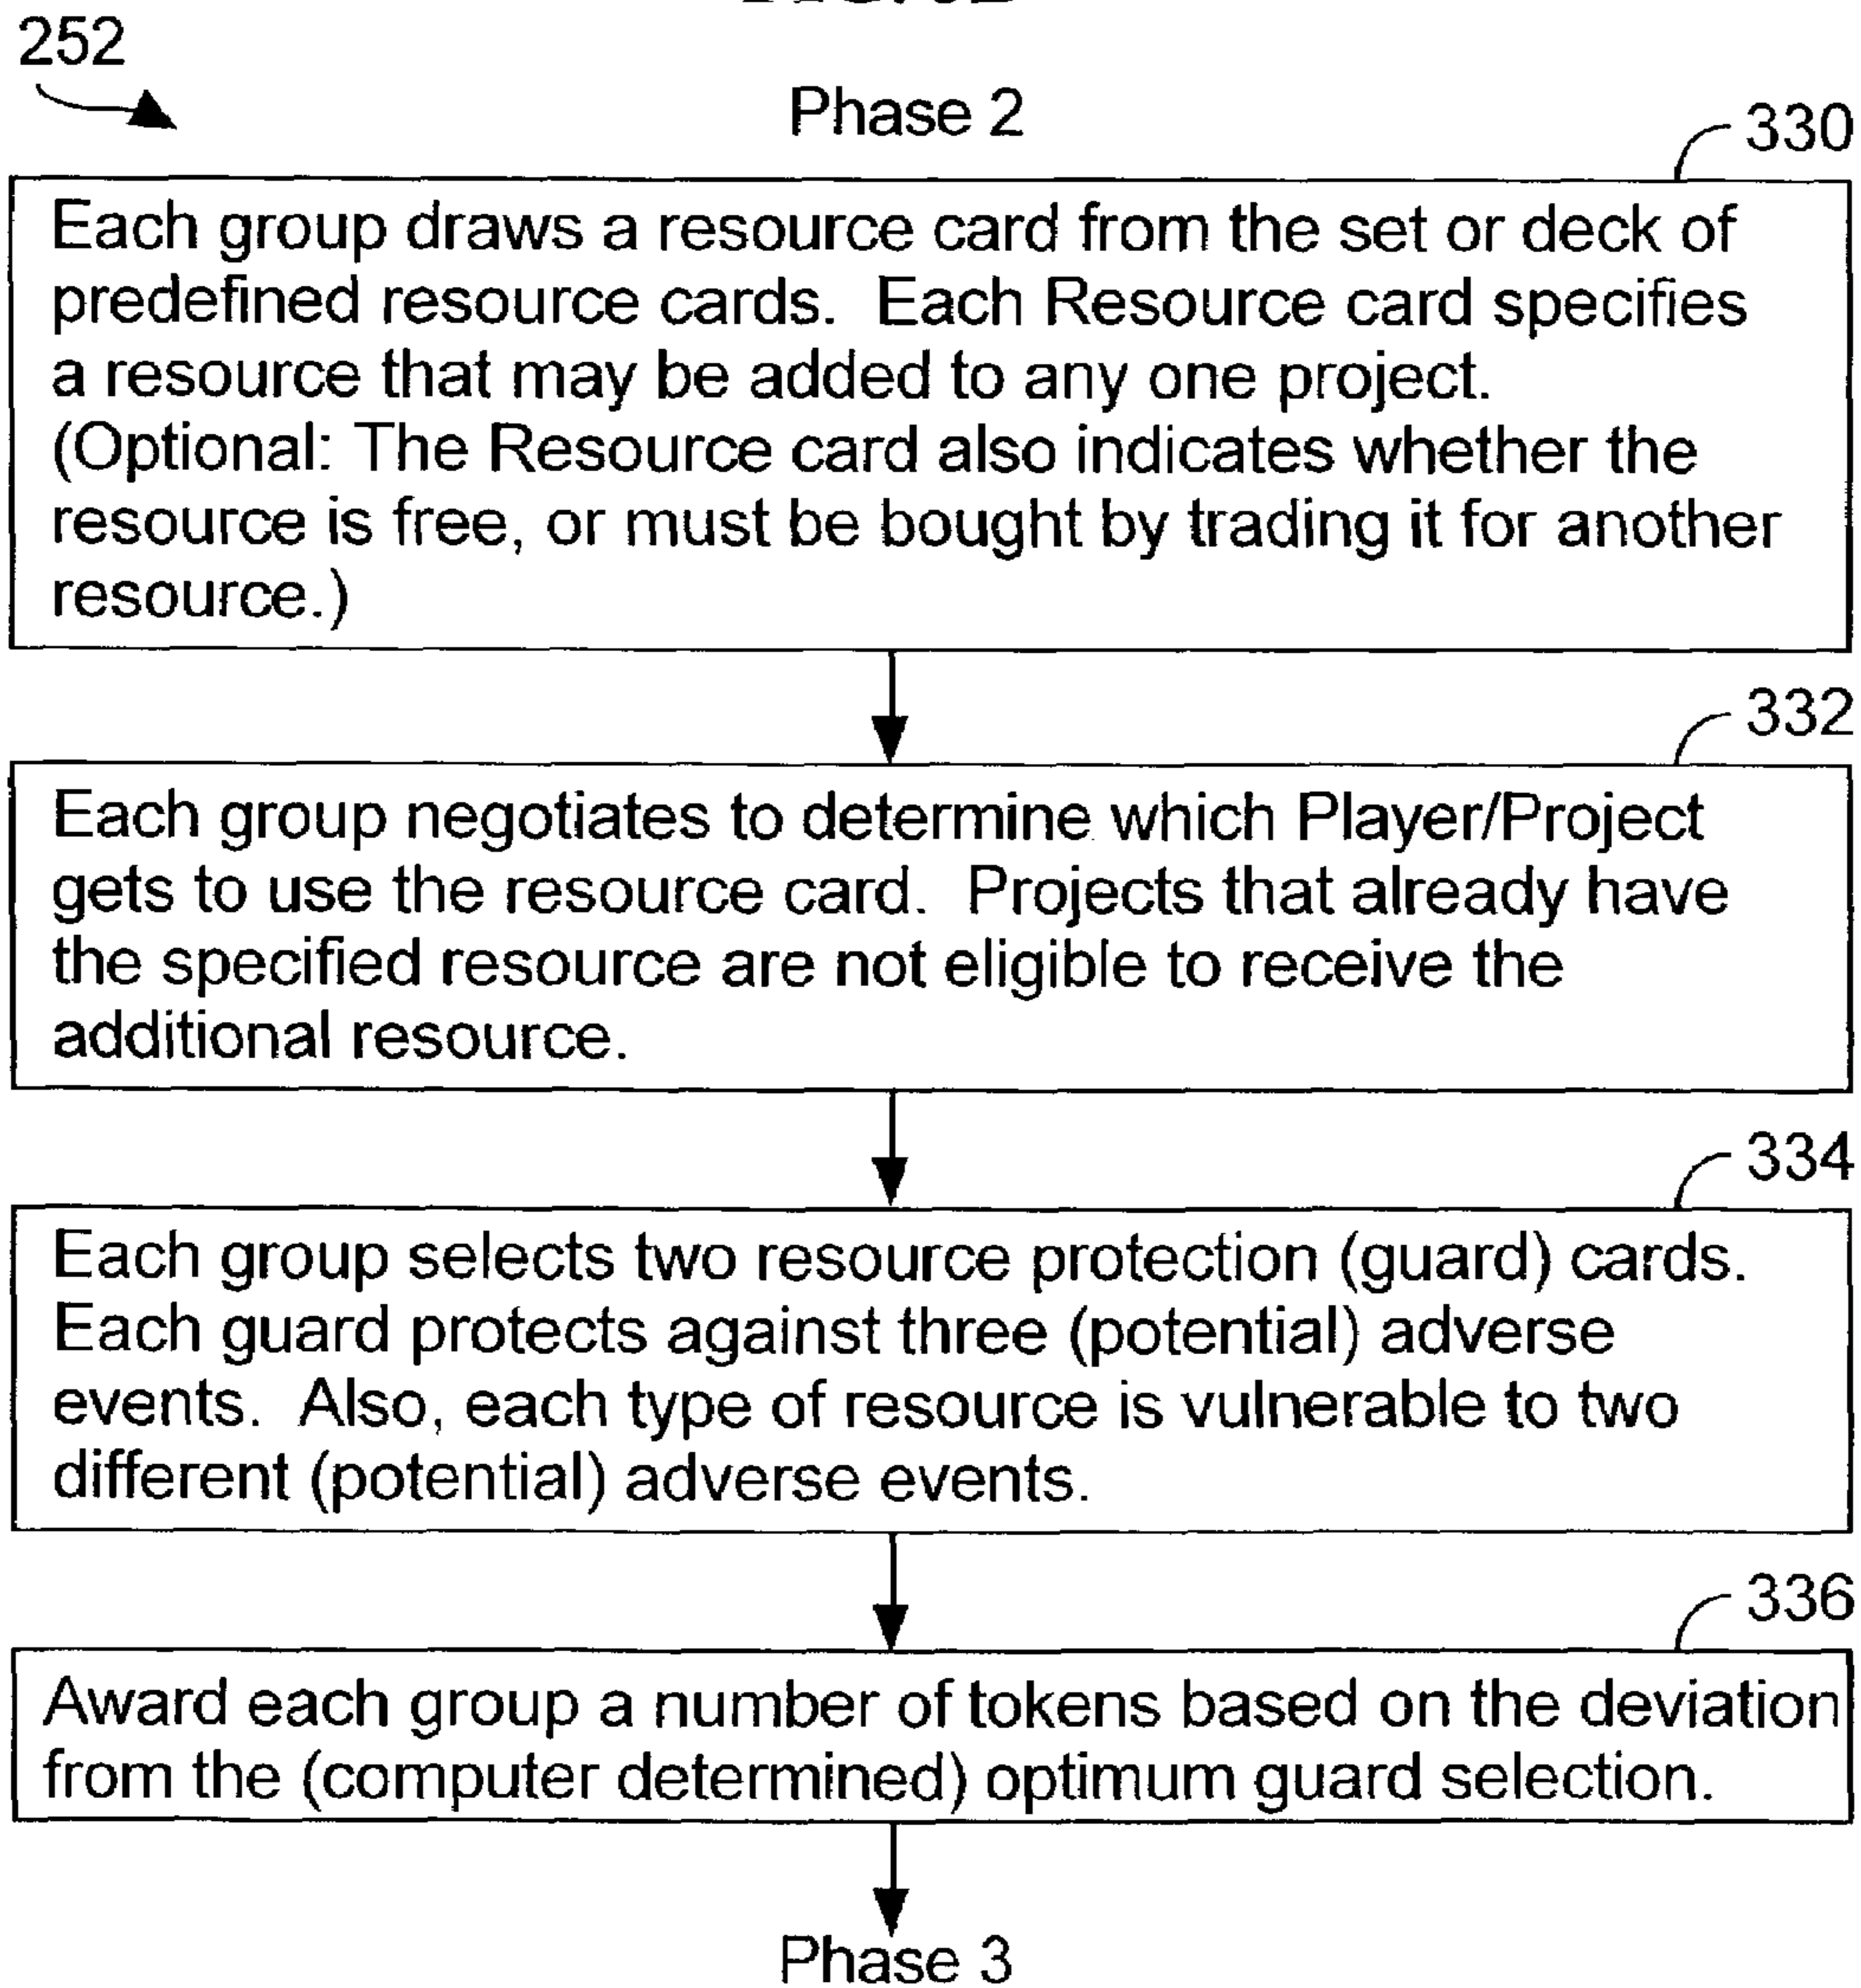 252
Phase 2
330
Each group draws a resource card from the set or deck of
predefined resource cards. Each Resource card specifies
a resource that may be added to any one project.
(Optional: The Resource card also indicates whether the
resource is free, or must be bought by trading it for another
resource.)
332
Each group negotiates to determine which Player/Project
gets to use the resource card. Projects that already have
the specified resource are not eligible to receive the
additional resource.
334
Each group selects two resource protection (guard) cards.
Each guard protects against three (potential) adverse
events. Also, each type of resource is vulnerable to two
different (potential) adverse events.
336
Award each group a number of tokens based on the deviation
from the (computer determined) optimum guard selection.
Phase 3